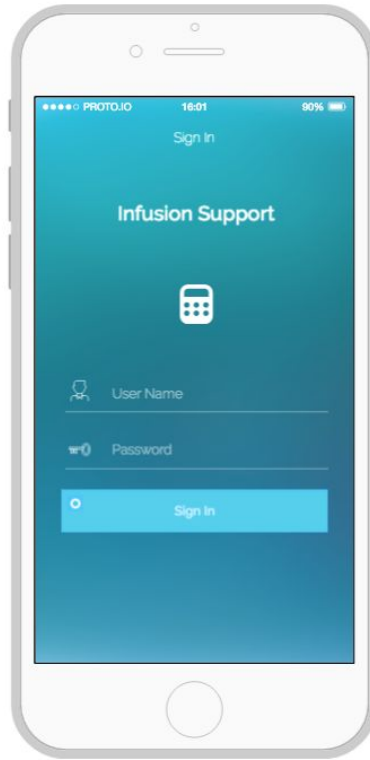 PROTO.IO 16:01 90%
Sign In
Infusion Support
User Name
Password
Sign In